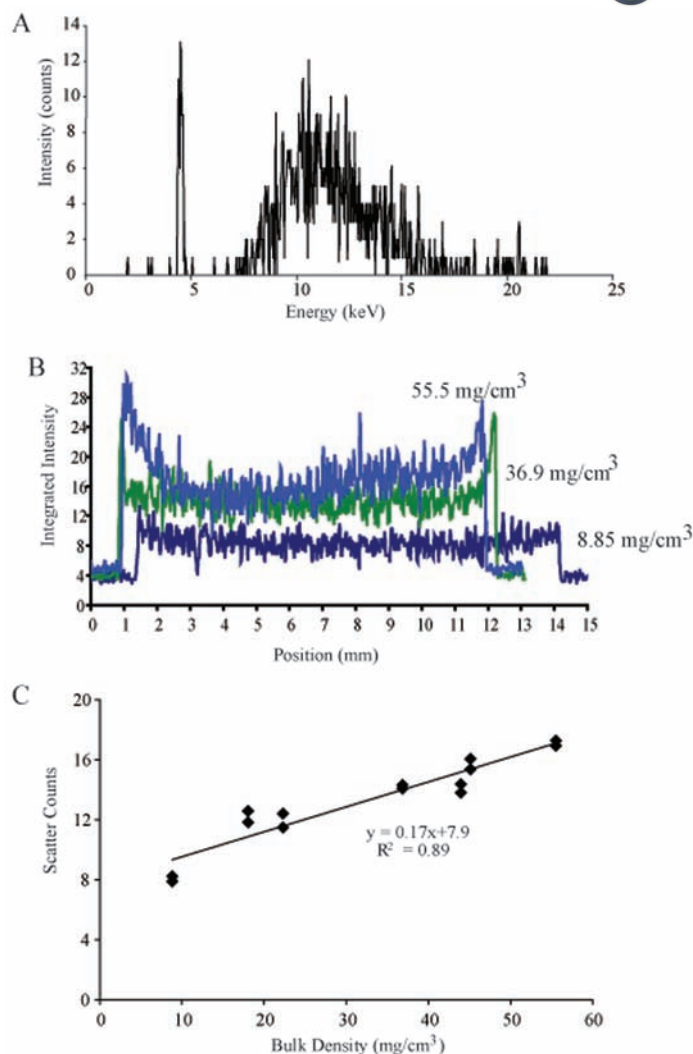 A
14
12
10
8
6
4
2
0
Intensity (counts)
0 5 10 15 20 25
Energy (keV)
B
32
28
24
20
16
12
8
4
0
Integrated Intensity
55.5 mg/cm3
36.9 mg/cm3
8.85 mg/cm3
0 1 2 3 4 5 6 7 8 9 10 11 12 13 14 15
Position (mm)
C
20
16
12
8
4
0
Scatter Counts
y = 0.17x+7.9
R2 = 0.89
0 10 20 30 40 50 60
Bulk Density (mg/cm3)